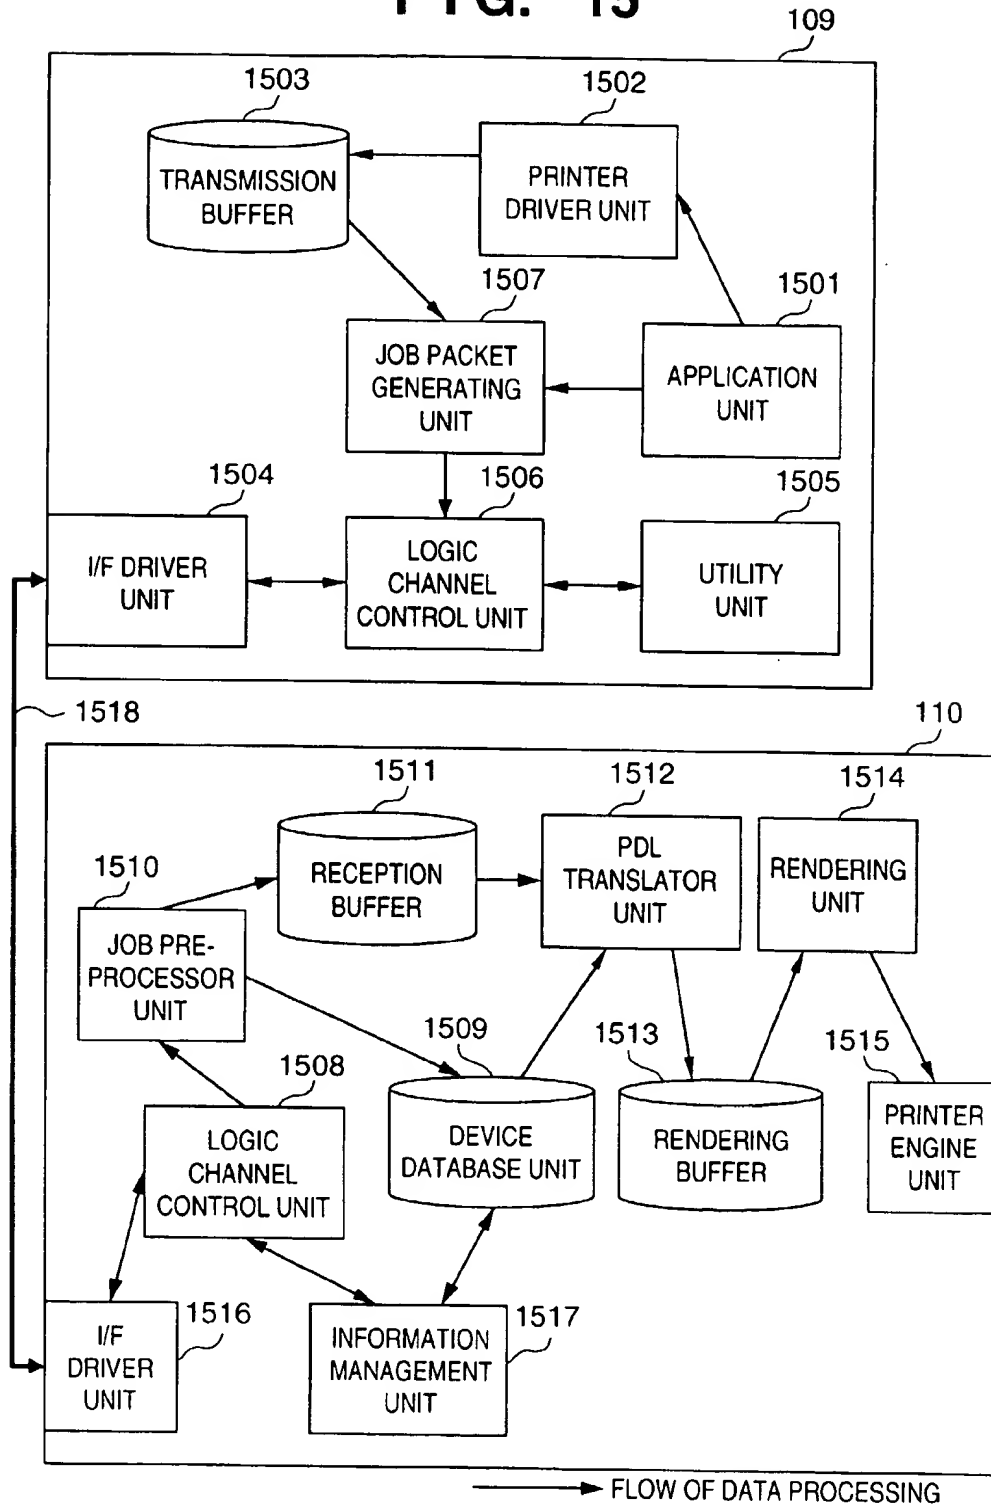 FIG. 15
109
1503
1502
TRANSMISSION
BUFFER
PRINTER
DRIVER UNIT
1507
1501
JOB PACKET
GENERATING
UNIT
APPLICATION
UNIT
1504
1506
1505
I/F DRIVER
UNIT
LOGIC
CHANNEL
CONTROL UNIT
UTILITY
UNIT
1518
110
1511
1512
1514
1510
RECEPTION
BUFFER
PDL
TRANSLATOR
UNIT
RENDERING
UNIT
JOB PRE-
PROCESSOR
UNIT
1509
1513
1515
1508
LOGIC
CHANNEL
CONTROL UNIT
DEVICE
DATABASE UNIT
RENDERING
BUFFER
PRINTER
ENGINE
UNIT
1516
1517
I/F
DRIVER
UNIT
INFORMATION
MANAGEMENT
UNIT
FLOW OF DATA PROCESSING